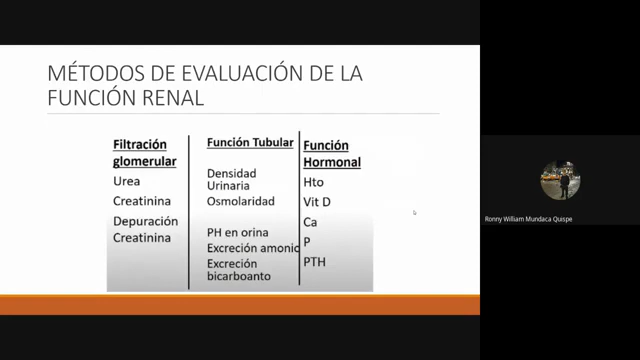 MÉTODOS DE EVALUACIÓN DE LA
FUNCIÓN RENAL
Filtración
glomerular
Urea
Creatinina
Depuración
Creatinina
Función Tubular
Densidad
Urinaria
Osmolaridad
PH en orina
Excreción amonio
Excreción
bicarboanto
Función
Hormonal
Hto
Vit D
Ca
P
PTH
Ronny William Mundaca Quispe